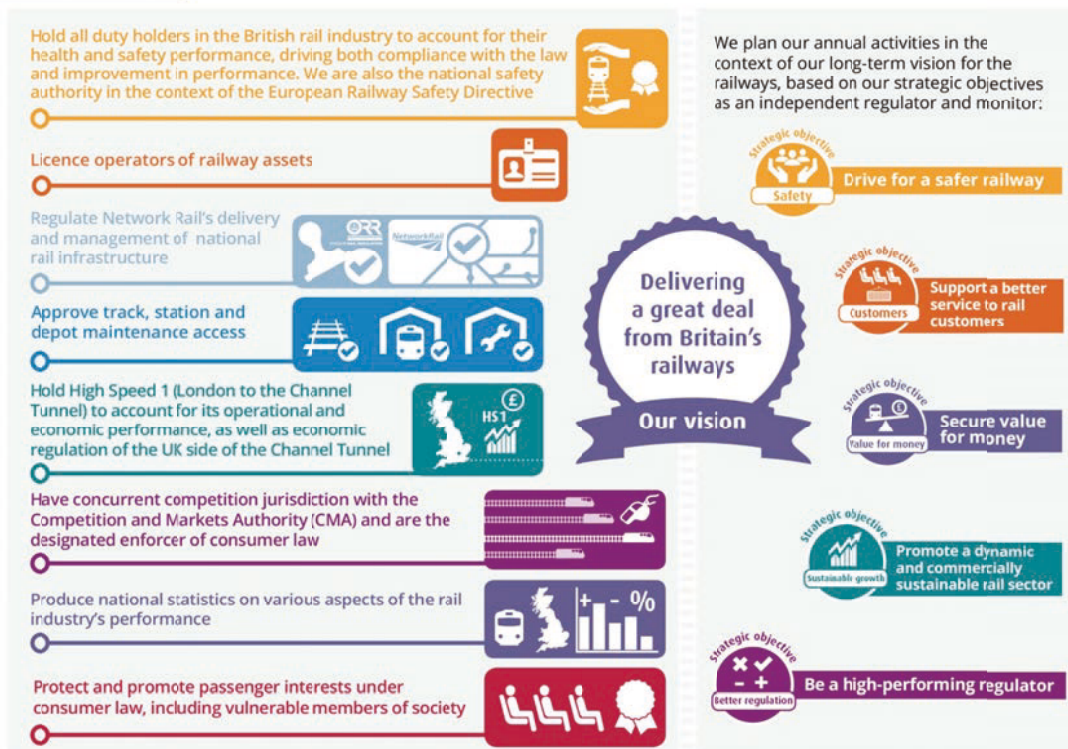 Hold all duty holders in the British rail industry to account for their
health and safety performance, driving both compliance with the law
and improvement in performance. We are also the national safety
authority in the context of the European Railway Safety Directive
Licence operators of railway assets
Regulate Network Rail's delivery
and management of national
rail infrastructure
ORR
NetworkRail
Approve track, station and
depot maintenance access
Hold High Speed 1 (London to the Channel
Tunnel) to account for its operational and
economic performance, as well as economic
regulation of the UK side of the Channel Tunnel
£
HS1
Have concurrent competition jurisdiction with the
Competition and Markets Authority (CMA) and are the
designated enforcer of consumer law
Produce national statistics on various aspects of the rail
industry's performance
+ - %
Protect and promote passenger interests under
consumer law, including vulnerable members of society
Delivering
a great deal
from Britain's
railways
Our vision
We plan our annual activities in the
context of our long-term vision for the
railways, based on our strategic objectives
as an independent regulator and monitor:
Strategic objective
Safety
Drive for a safer railway
Strategic objective
Customers
Support a better
service to rail
customers
Strategic objective
£
Value for money
Secure value
for money
Strategic objective
Sustainable growth
Promote a dynamic
and commercially
sustainable rail sector
Strategic objective
Better regulation
Be a high-performing regulator